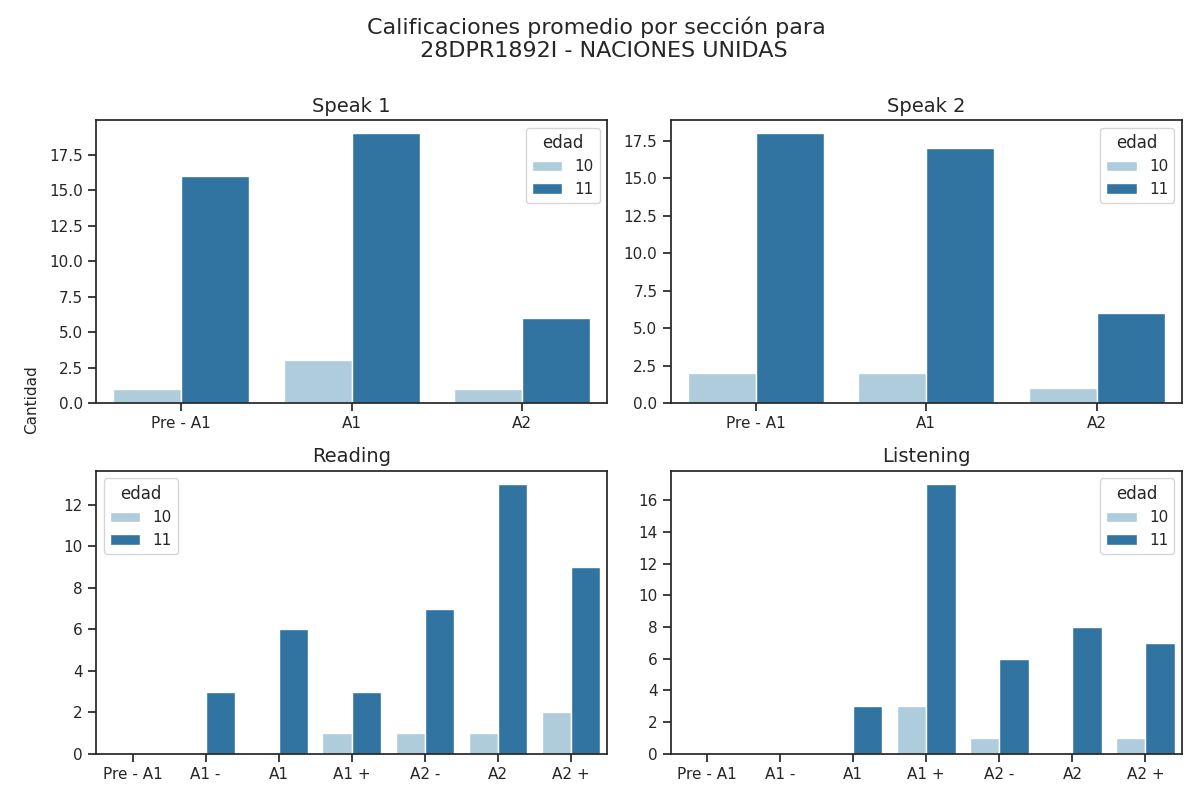 Calificaciones promedio por sección para
28DPR1892I - NACIONES UNIDAS
Speak 1
17.5
15.0
12.5
10.0
7.5
5.0
2.5
0.0
Pre - A1 A1 A2
edad
10
11
Speak 2
17.5
15.0
12.5
10.0
7.5
5.0
2.5
0.0
Pre - A1 A1 A2
edad
10
11
Cantidad
Reading
12
10
8
6
4
2
0
Pre - A1 A1 - A1 A1 + A2 - A2 A2 +
edad
10
11
Listening
16
14
12
10
8
6
4
2
0
Pre - A1 A1 - A1 A1 + A2 - A2 A2 +
edad
10
11